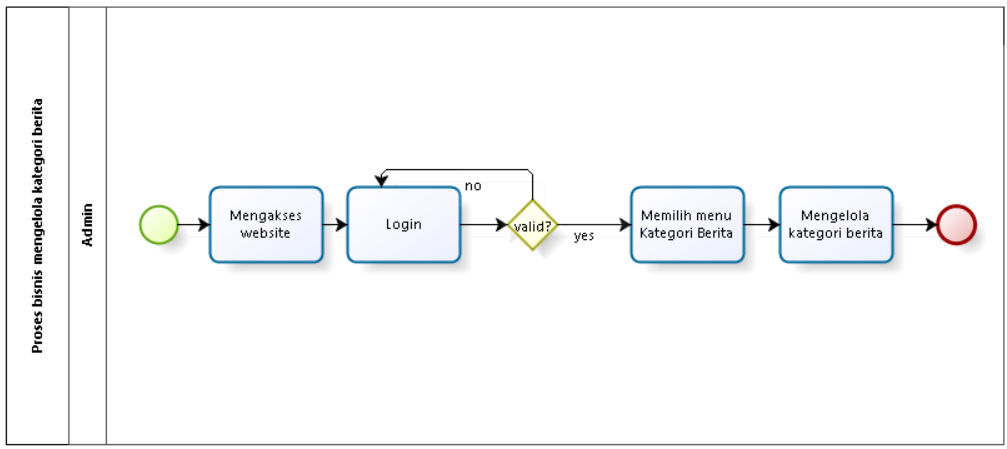 Proses bisnis mengelola kategori berita
Admin
Mengakses
website
Login
no
valid?
yes
Memilih menu
Kategori Berita
Mengelola
kategori berita